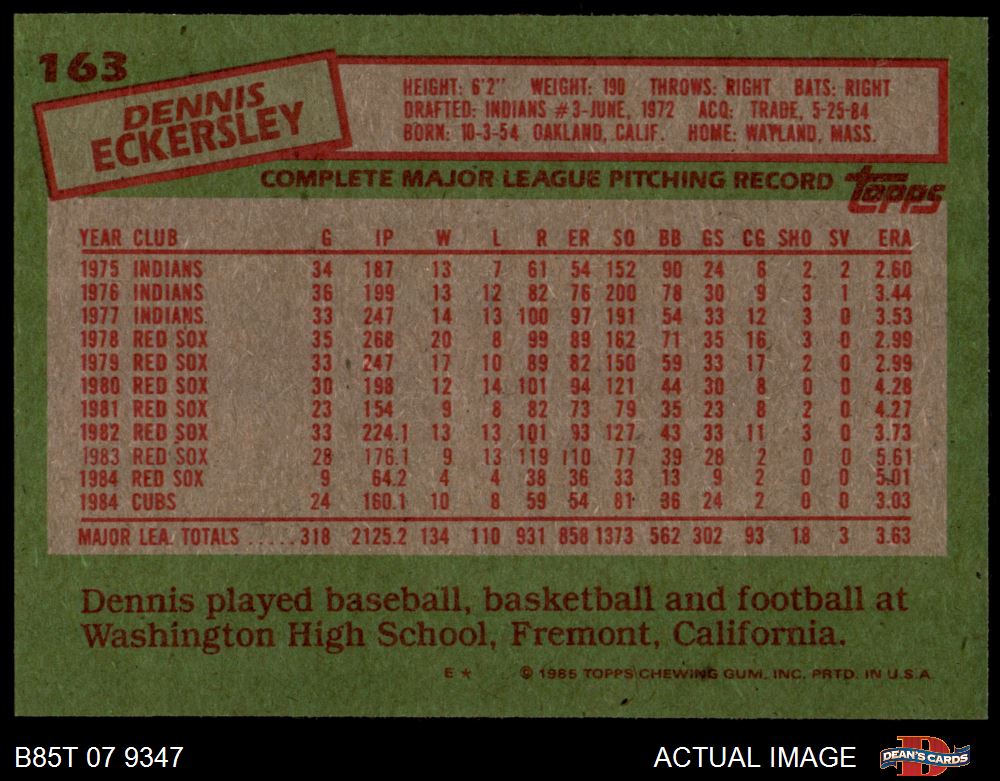 163
DENNIS
ECKERSLEY
HEIGHT: 6'2" WEIGHT: 190 THROWS: RIGHT BATS: RIGHT
DRAFTED: INDIANS #3-JUNE, 1972 ACQ: TRADE, 5-25-84
BORN: 10-3-54 OAKLAND, CALIF. HOME: WAYLAND, MASS.
COMPLETE MAJOR LEAGUE PITCHING RECORD topps
YEAR CLUB G IP W L R ER SO BB GS CG SHO SV ERA
1975 INDIANS 34 187 13 7 61 54 152 90 24 6 2 2 2.60
1976 INDIANS 36 199 13 12 82 76 200 78 30 9 3 1 3.44
1977 INDIANS 33 247 14 13 100 97 191 54 33 12 3 0 3.53
1978 RED SOX 35 268 20 8 99 89 162 71 35 16 3 0 2.99
1979 RED SOX 33 247 17 10 89 82 150 59 33 17 2 0 2.99
1980 RED SOX 30 198 12 14 101 94 121 44 30 8 0 0 4.28
1981 RED SOX 23 154 9 8 82 73 79 35 23 8 2 0 4.27
1982 RED SOX 33 224.1 13 13 101 93 127 43 33 11 3 0 3.73
1983 RED SOX 28 176.1 9 13 119 110 77 39 28 2 0 0 5.61
1984 RED SOX 9 64.2 4 4 38 36 33 13 9 2 0 0 5.01
1984 CUBS 24 160.1 10 8 59 54 81 36 24 2 0 0 3.03
MAJOR LEA. TOTALS .....318 2125.2 134 110 931 858 1373 562 302 93 18 3 3.63
Dennis played baseball, basketball and football at
Washington High School, Fremont, California.
E * © 1985 TOPPS CHEWING GUM, INC. PRTD. IN U.S.A.
B85T 07 9347 ACTUAL IMAGE DEAN'S CARDS